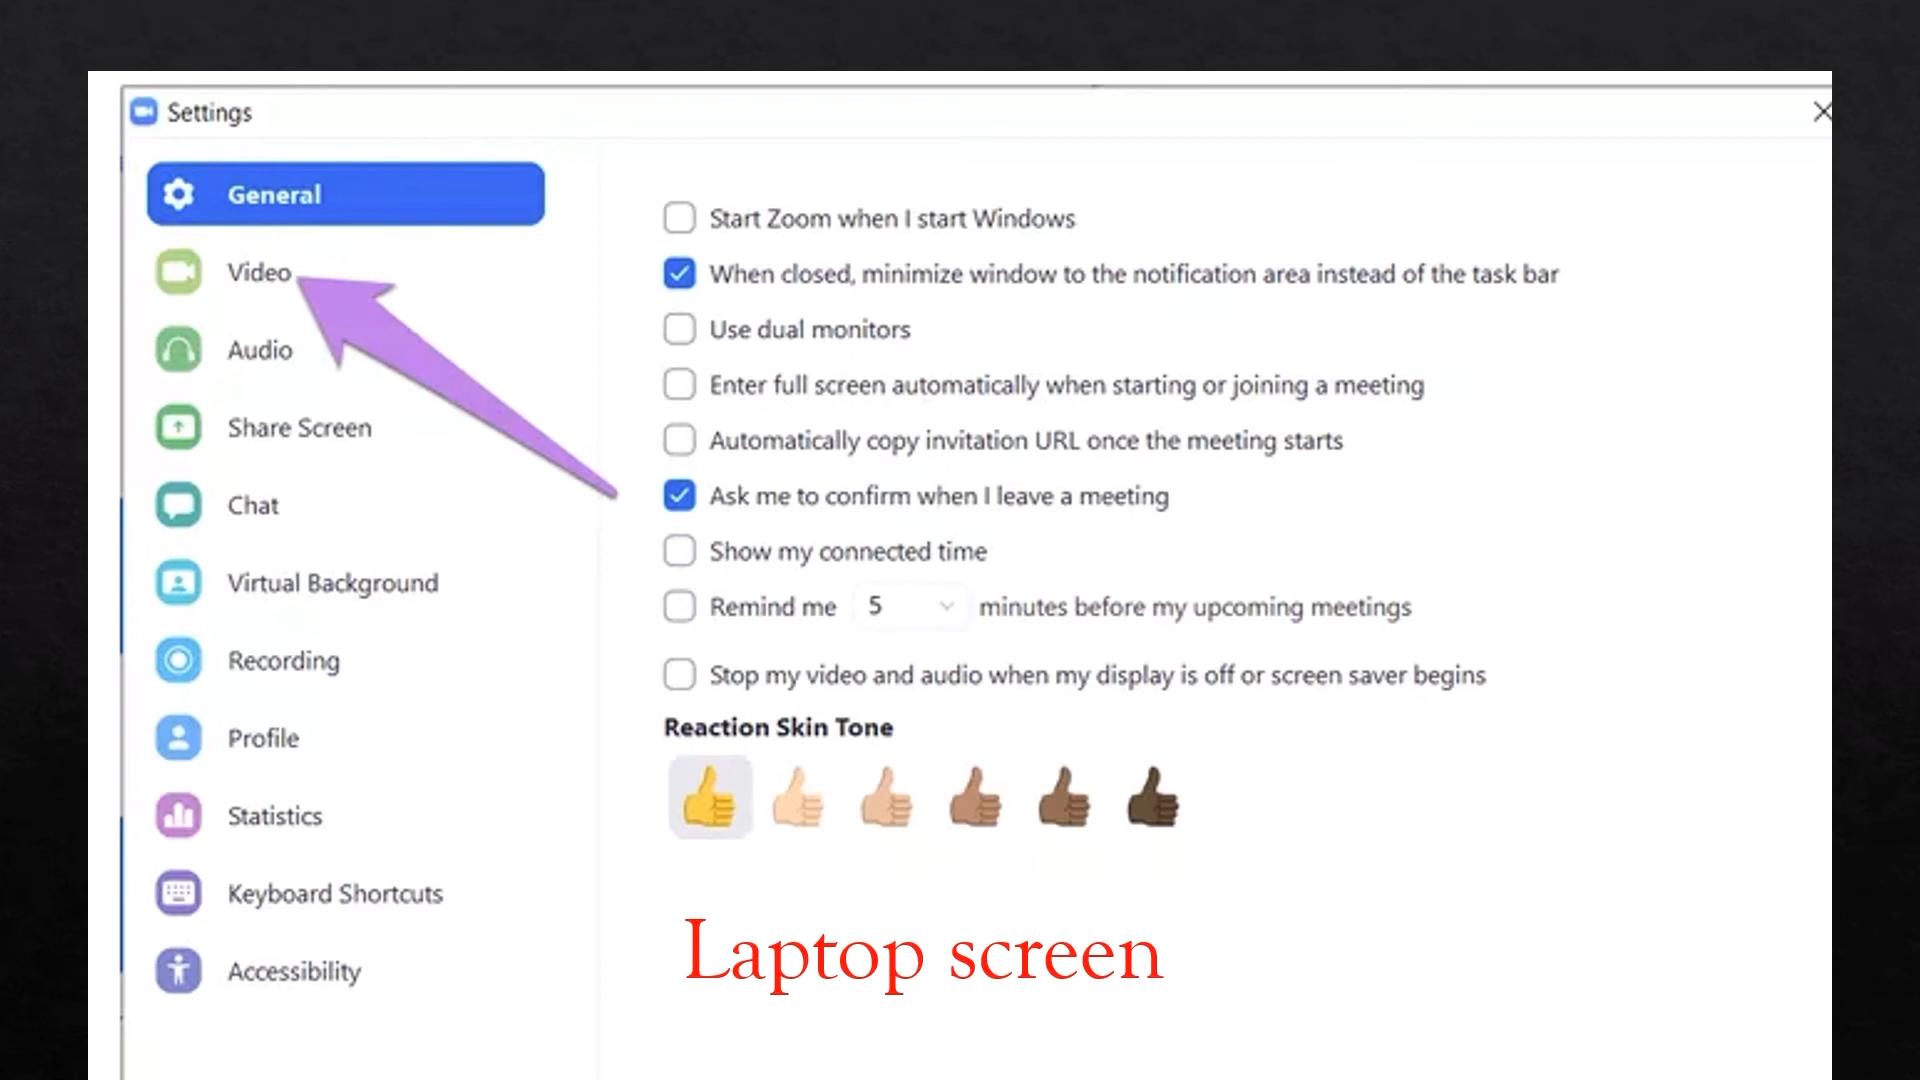 Settings
General
Video
Audio
Share Screen
Chat
Virtual Background
Recording
Profile
Statistics
Keyboard Shortcuts
Accessibility
Start Zoom when I start Windows
When closed, minimize window to the notification area instead of the task bar
Use dual monitors
Enter full screen automatically when starting or joining a meeting
Automatically copy invitation URL once the meeting starts
Ask me to confirm when I leave a meeting
Show my connected time
Remind me 5 minutes before my upcoming meetings
Stop my video and audio when my display is off or screen saver begins
Reaction Skin Tone
Laptop screen